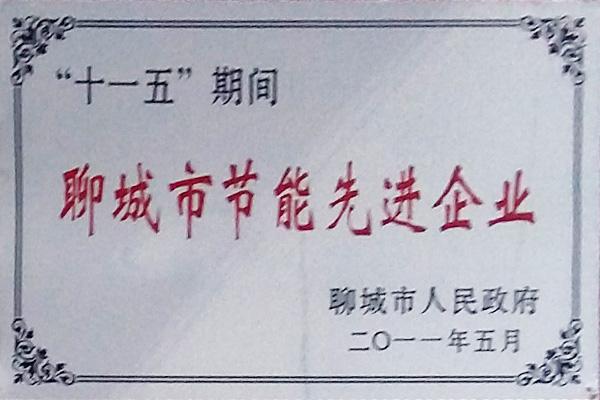 “十一五”期间
聊城市节能先进企业
聊城市人民政府
二〇一一年五月